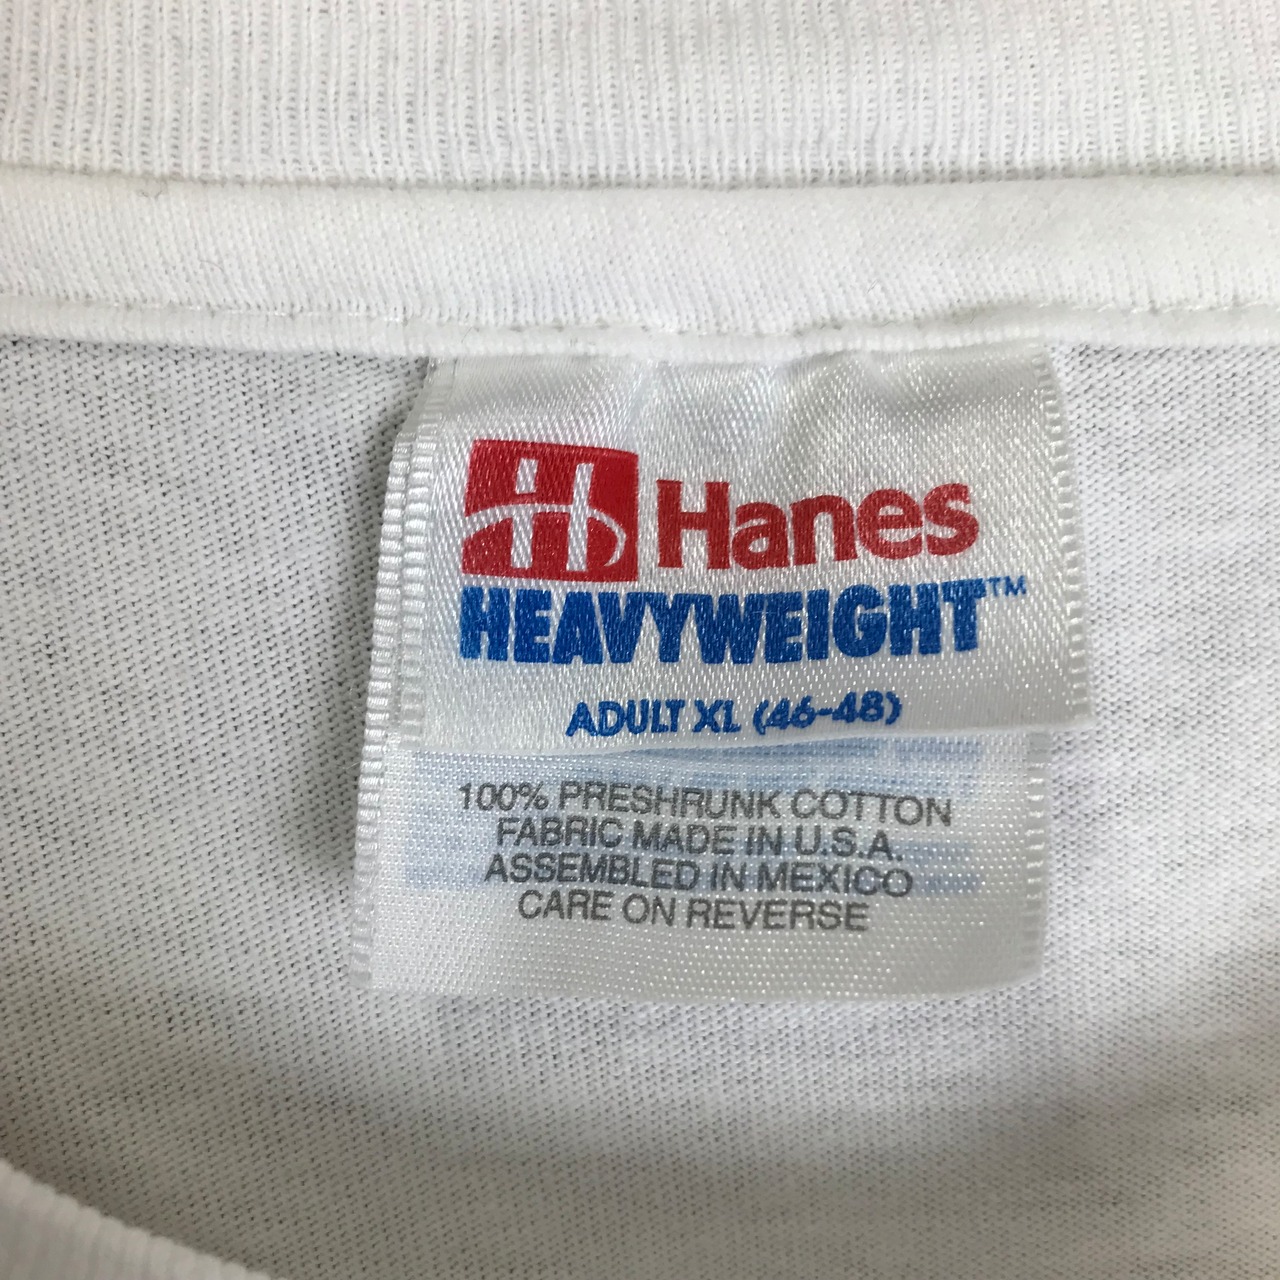 H Hanes
HEAVYWEIGHT™
ADULT XL (46-48)
100% PRESHRUNK COTTON
FABRIC MADE IN U.S.A.
ASSEMBLED IN MEXICO
CARE ON REVERSE